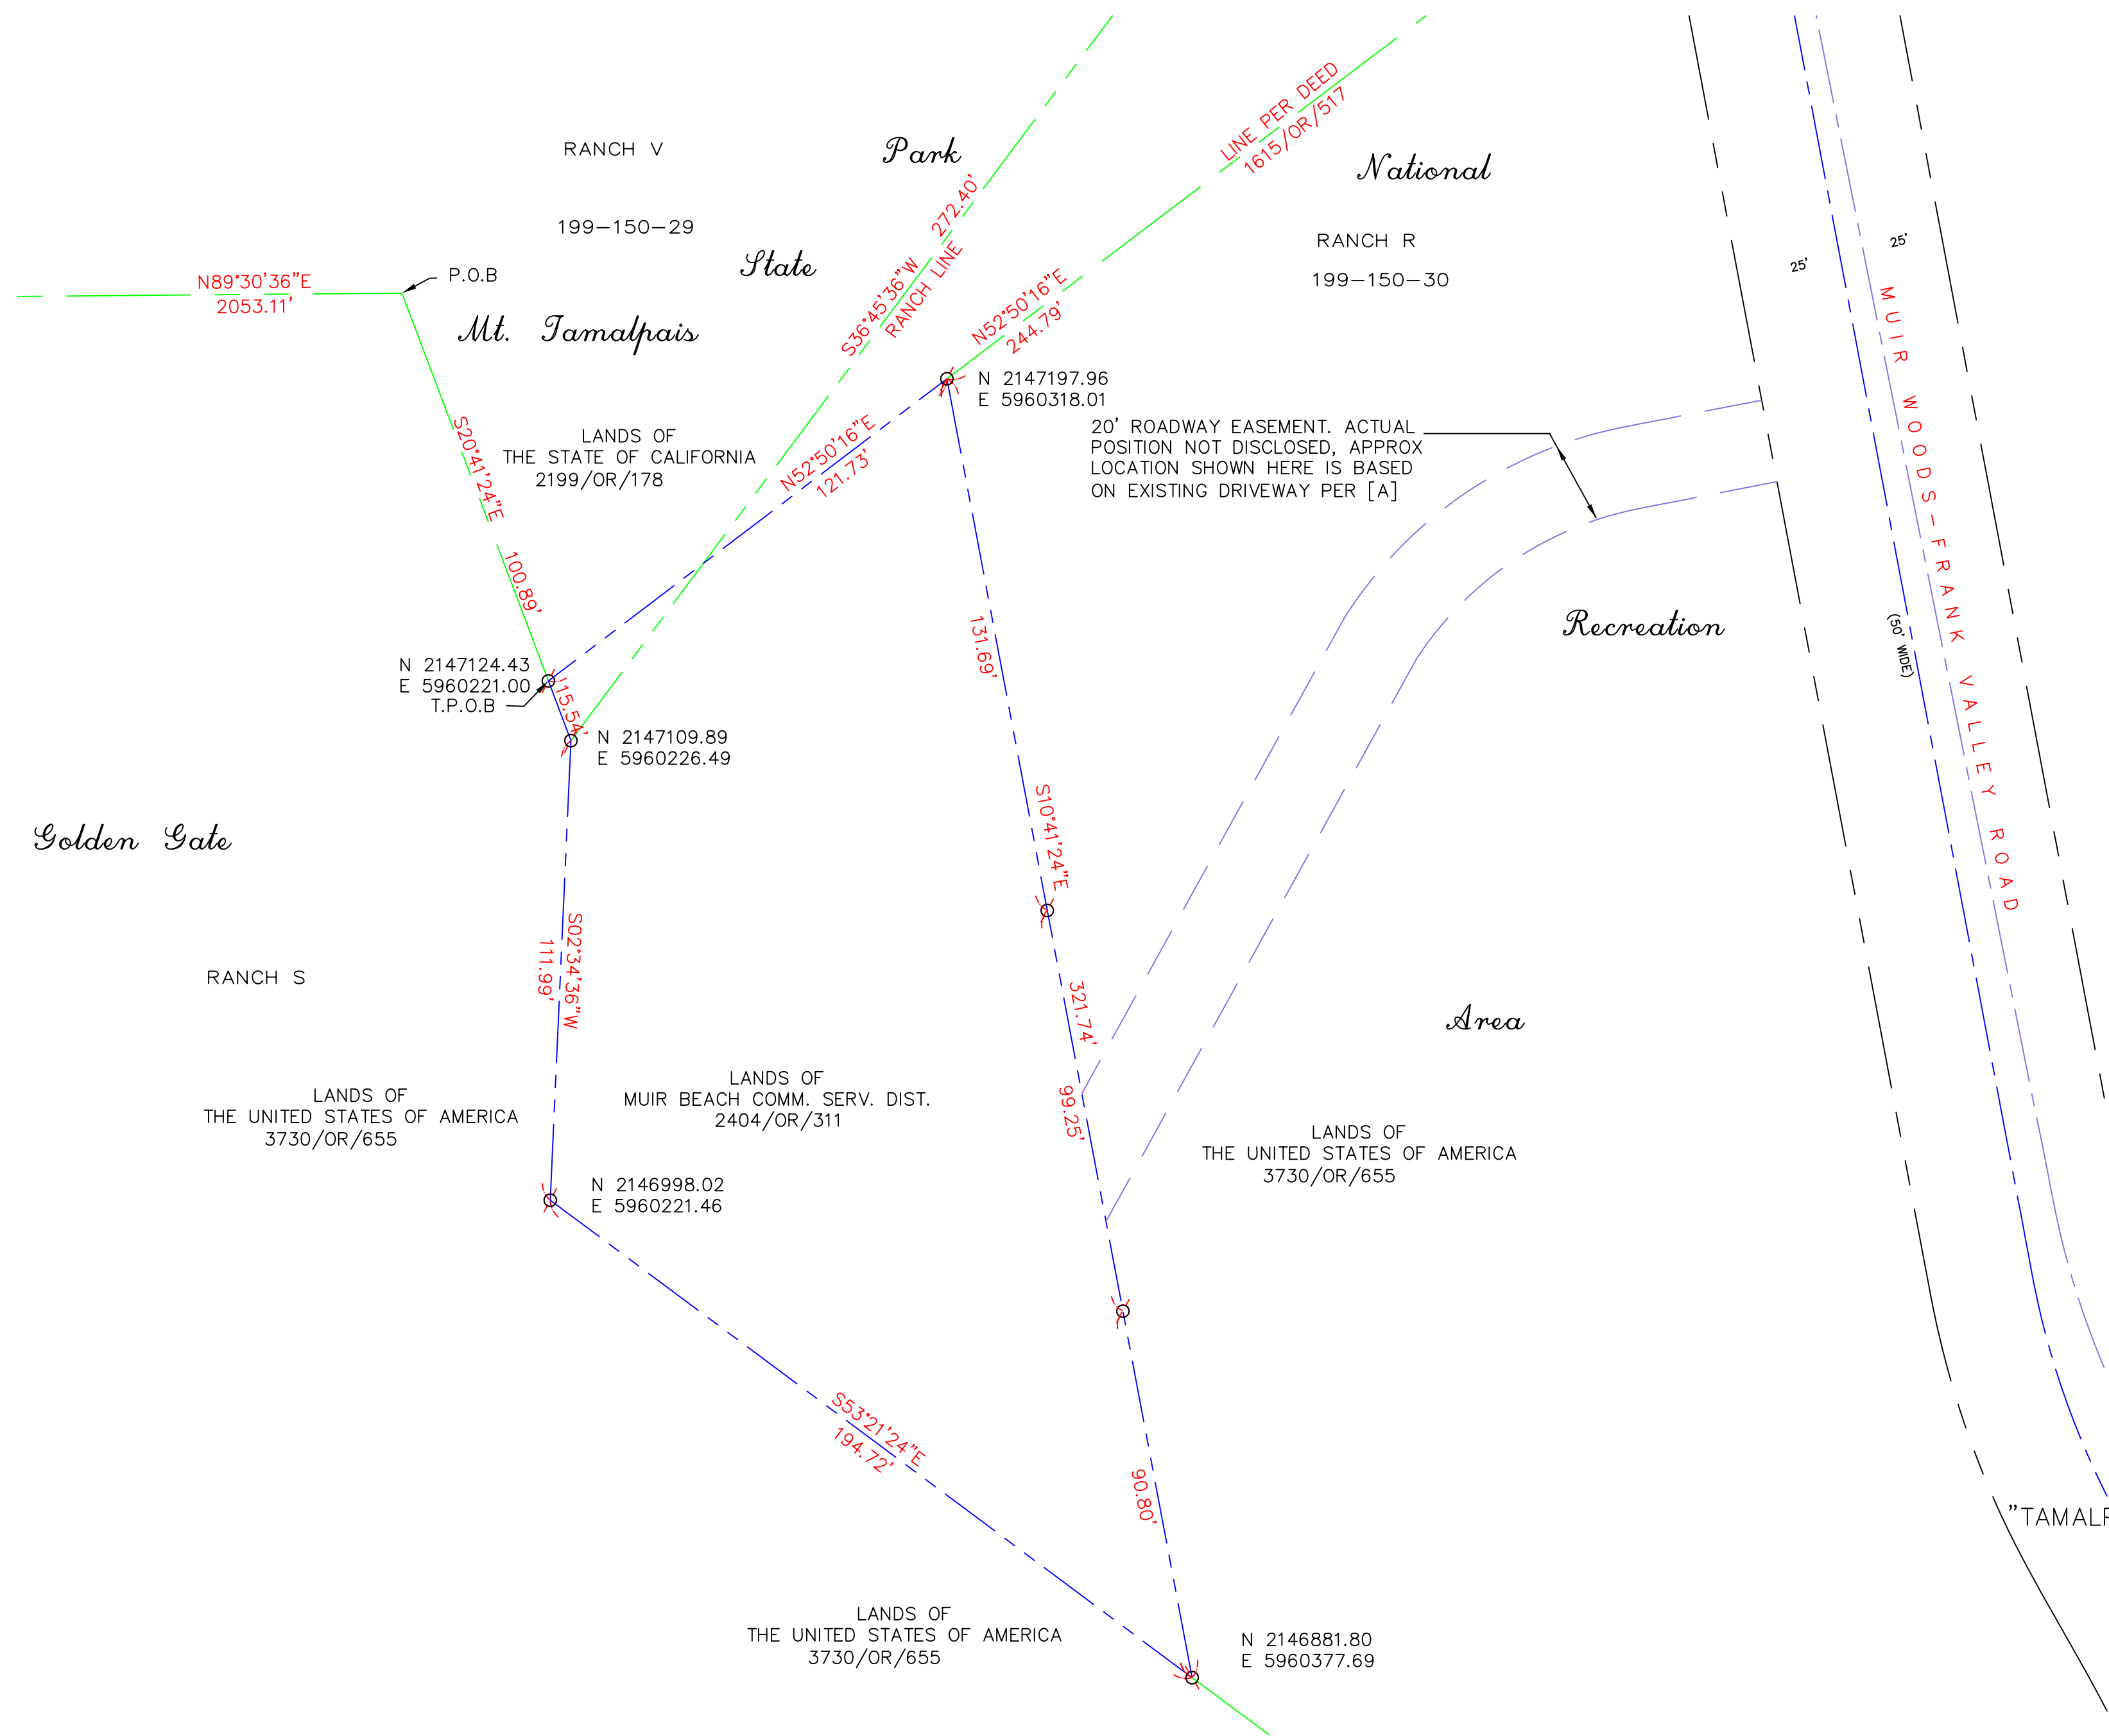 RANCH V
199-150-29
Park
State
Mt. Tamalpais
LINE PER DEED
1615/OR/517
National
RANCH R
199-150-30
N89°30'36"E
2053.11'
P.O.B
S36°45'36"W 272.40'
RANCH LINE
N52°50'16"E
244.79'
25'
25'
MUIR WOODS-FRANK VALLEY ROAD
(50' WIDE)
N 2147197.96
E 5960318.01
20' ROADWAY EASEMENT. ACTUAL
POSITION NOT DISCLOSED, APPROX
LOCATION SHOWN HERE IS BASED
ON EXISTING DRIVEWAY PER [A]
S20°41'24"E 100.89'
LANDS OF
THE STATE OF CALIFORNIA
2199/OR/178
N52°50'16"E
121.73'
131.69'
Recreation
N 2147124.43
E 5960221.00
T.P.O.B
15.54'
N 2147109.89
E 5960226.49
Golden Gate
S10°41'24"E
321.74'
RANCH S
S02°34'36"W
111.99'
Area
99.25'
LANDS OF
THE UNITED STATES OF AMERICA
3730/OR/655
LANDS OF
MUIR BEACH COMM. SERV. DIST.
2404/OR/311
LANDS OF
THE UNITED STATES OF AMERICA
3730/OR/655
N 2146998.02
E 5960221.46
S53°21'24"E
194.72'
90.80'
LANDS OF
THE UNITED STATES OF AMERICA
3730/OR/655
N 2146881.80
E 5960377.69